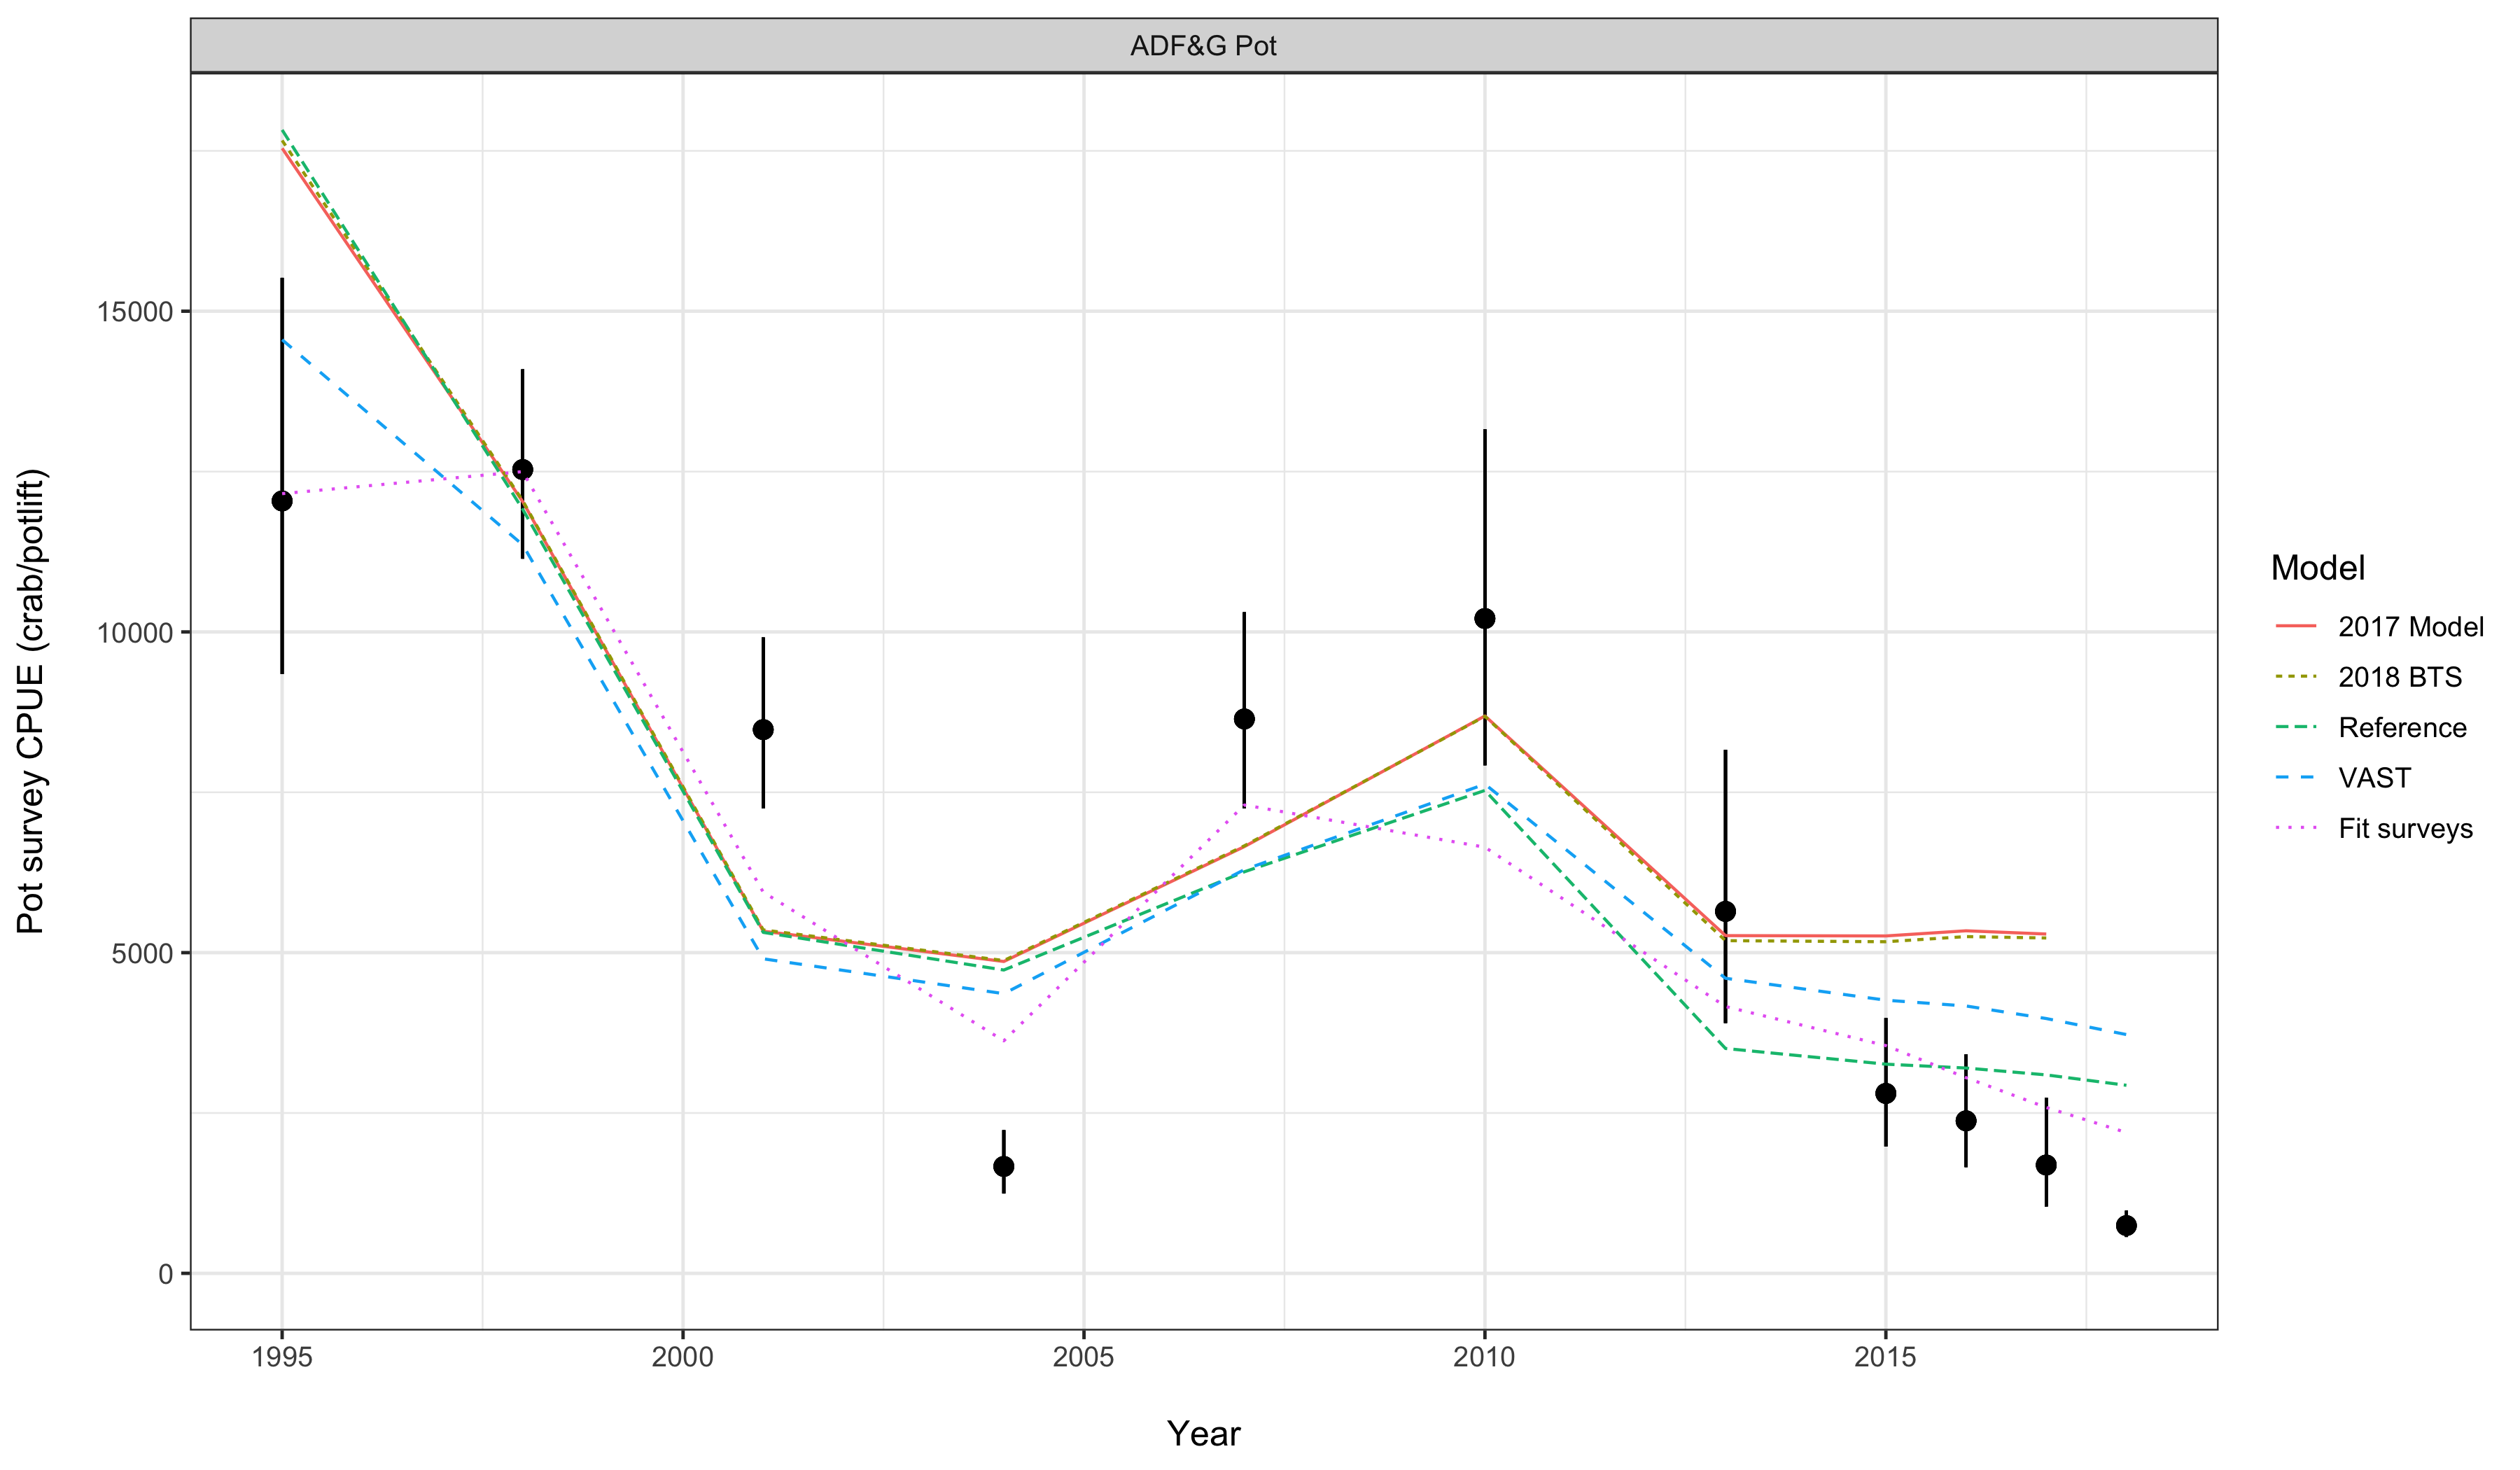 ADF&G Pot
Pot survey CPUE (crab/potlift)
15000
10000
5000
0
1995 2000 2005 2010 2015
Year
Model
2017 Model
2018 BTS
Reference
VAST
Fit surveys